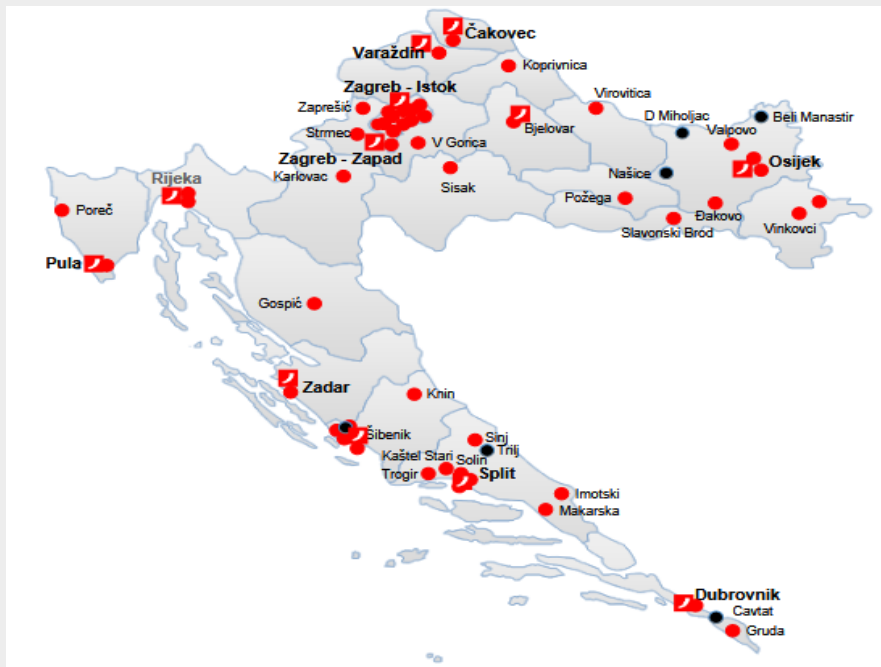 Čakovec
Varaždin
Koprivnica
Zagreb - Istok
Virovitica
Zaprešić
D Miholjac
Beli Manastir
Strmec
Bjelovar
Valpovo
V Gorica
Zagreb - Zapad
Osijek
Karlovac
Našice
Rijeka
Sisak
Požega
Poreč
Đakovo
Slavonski Brod
Vinkovci
Pula
Gospić
Zadar
Knin
Šibenik
Sinj
Trilj
Kaštel Stari
Solin
Trogir
Split
Imotski
Makarska
Dubrovnik
Cavtat
Gruda